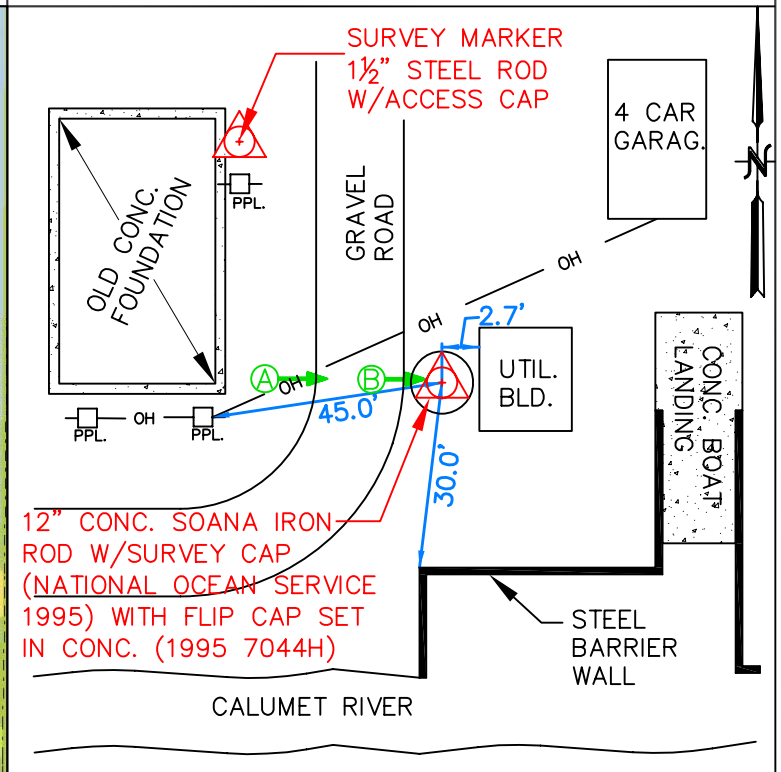 SURVEY MARKER
1½" STEEL ROD
W/ACCESS CAP
4 CAR
GARAG.
N
PPL.
GRAVEL
ROAD
OLD CONC.
FOUNDATION
OH
OH
2.7'
A
OH
B
UTIL.
BLD.
CONC. BOAT
LANDING
45.0'
PPL.
OH
PPL.
30.0'
12" CONC. SOANA IRON
ROD W/SURVEY CAP
(NATIONAL OCEAN SERVICE
1995) WITH FLIP CAP SET
IN CONC. (1995 7044H)
STEEL
BARRIER
WALL
CALUMET RIVER